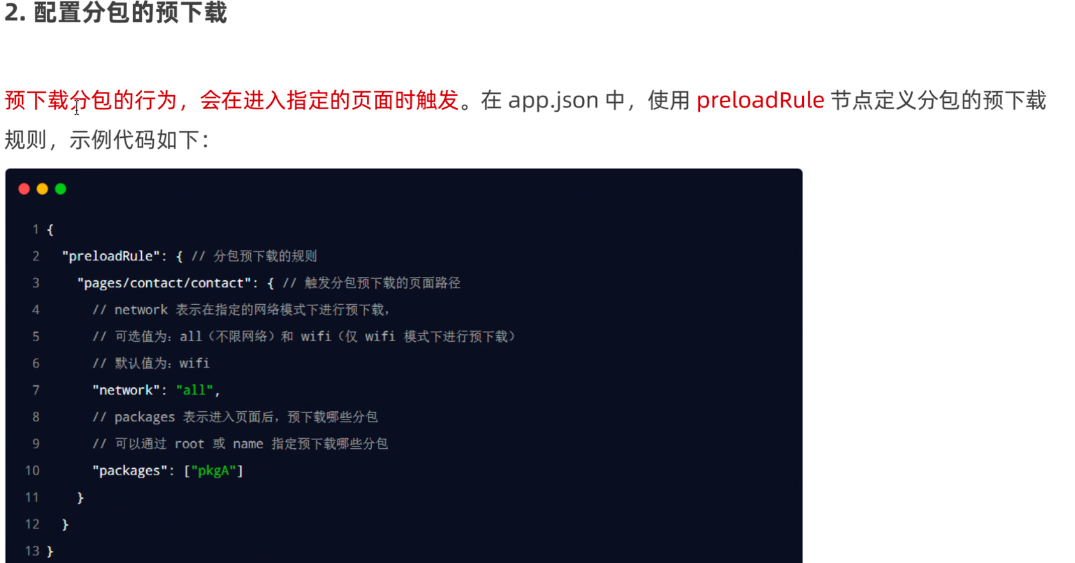 2. 配置分包的预下载
预下载分包的行为，会在进入指定的页面时触发。在 app.json 中，使用 preloadRule 节点定义分包的预下载
规则，示例代码如下：
1 {
2 "preloadRule": { // 分包预下载的规则
3 "pages/contact/contact": { // 触发分包预下载的页面路径
4 // network 表示在指定的网络模式下进行预下载，
5 // 可选值为：all（不限网络）和 wifi（仅 wifi 模式下进行预下载）
6 // 默认值为：wifi
7 "network": "all",
8 // packages 表示进入页面后，预下载哪些分包
9 // 可以通过 root 或 name 指定预下载哪些分包
10 "packages": ["pkgA"]
11 }
12 }
13 }